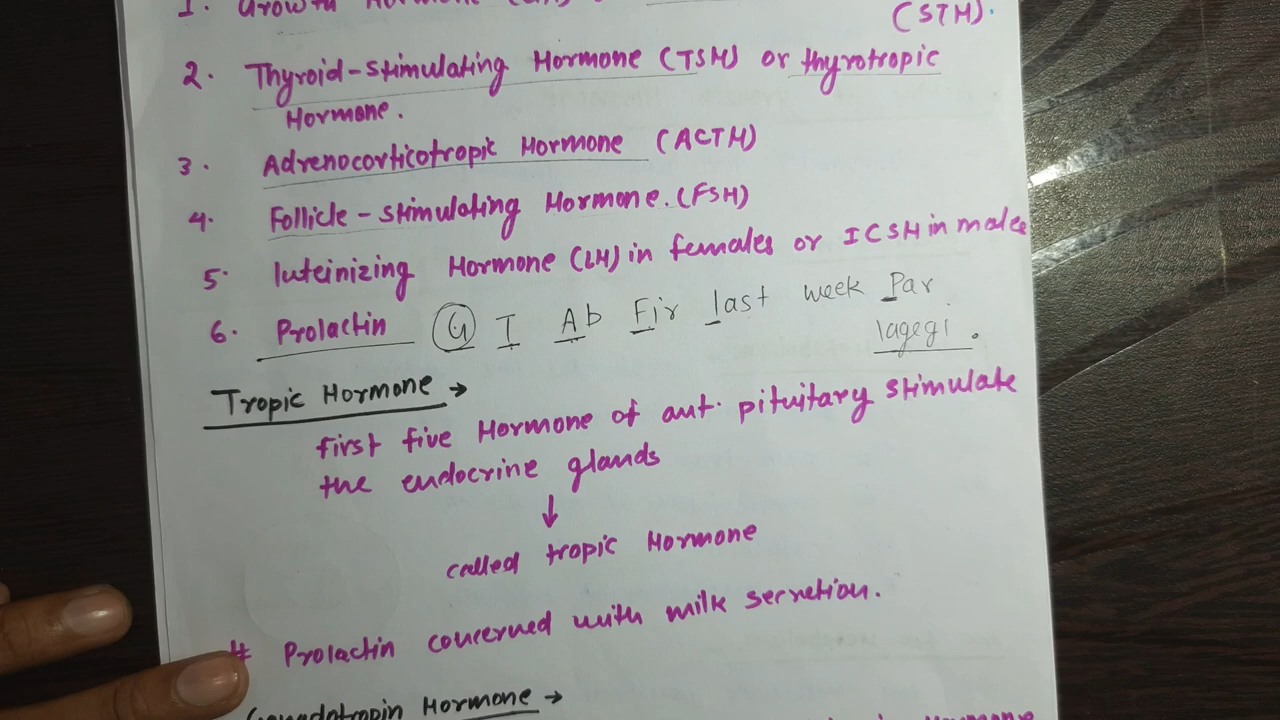 1. Growth Hormone
(STH).
2. Thyroid-stimulating Hormone (TSH) or thyrotropic
Hormone.
3. Adrenocorticotropic Hormone (ACTH)
4. Follicle-stimulating Hormone. (FSH)
5. luteinizing Hormone (LH) in females or ICSH in males
6. Prolactin G T Ab Fir last week Par
lagegi.
Tropic Hormone →
first five Hormone of ant. pituitary stimulate
the endocrine glands
↓
called tropic Hormone
# Prolactin concerned with milk secretion.
Gonadotropin Hormone →